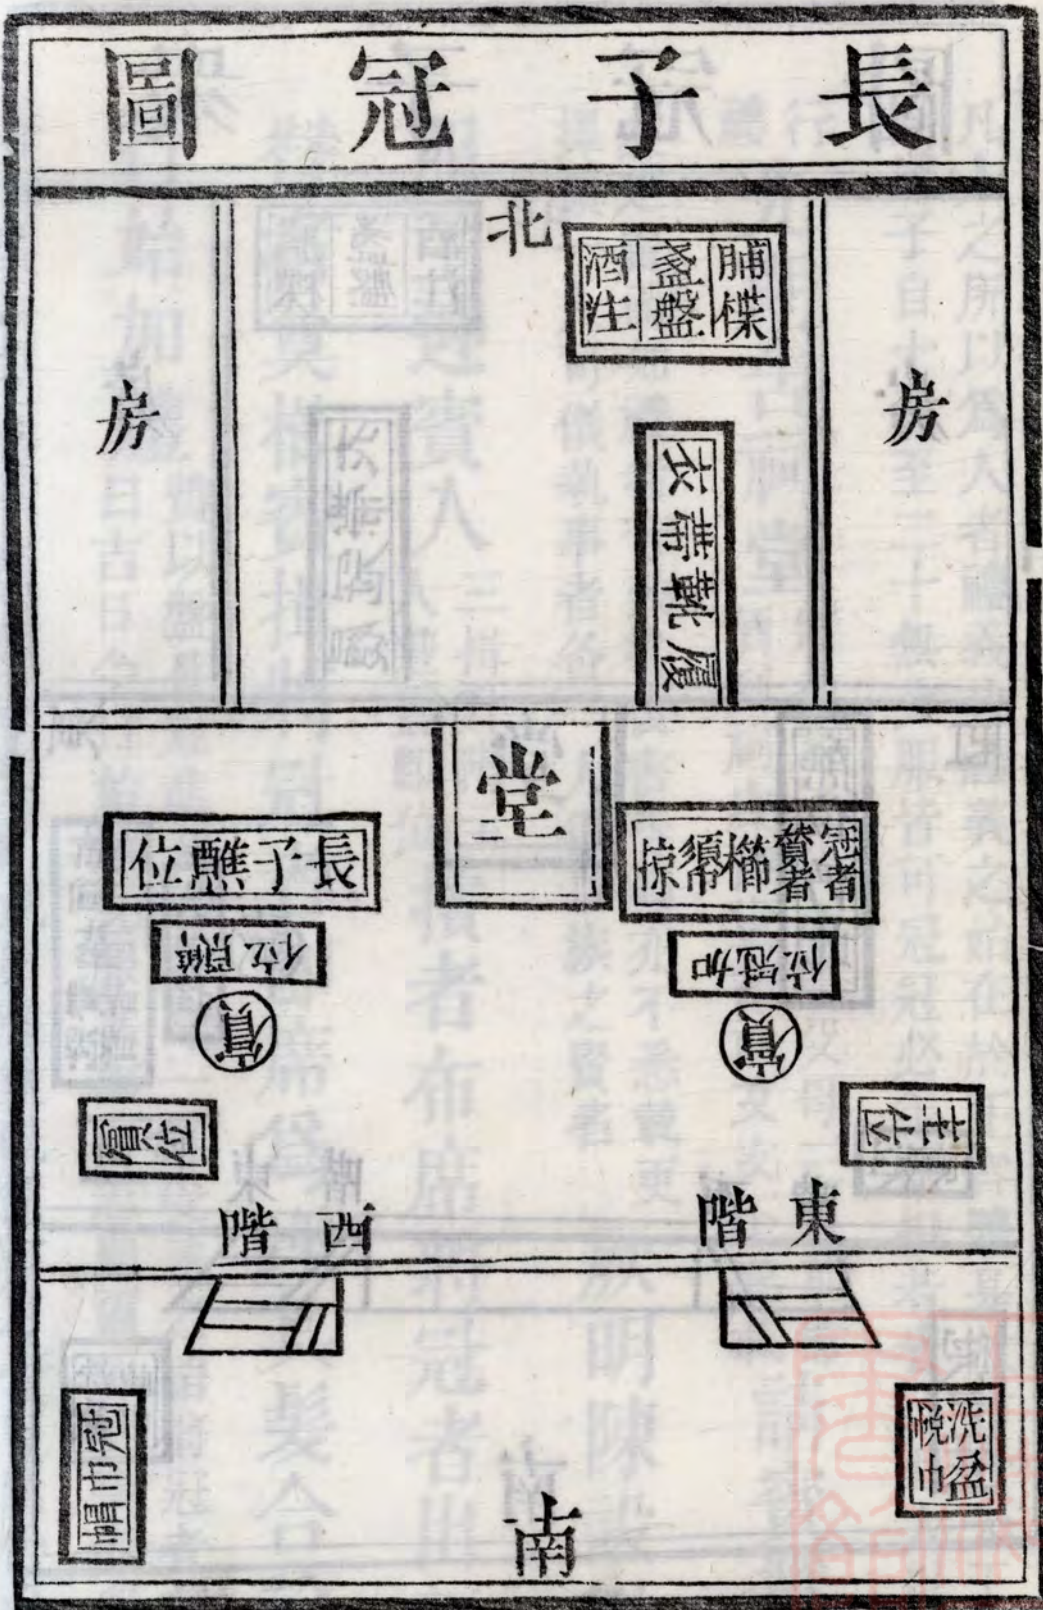 長子冠圖
北
脯楪
盞盤
酒注
房
房
衣帶靴履
堂
冠者
贊者
櫛
須
掠
長子醮位
加冠位
醮位
賓
賓
主位
賓位
東階
西階
洗盆
帨巾
冠巾帽
南